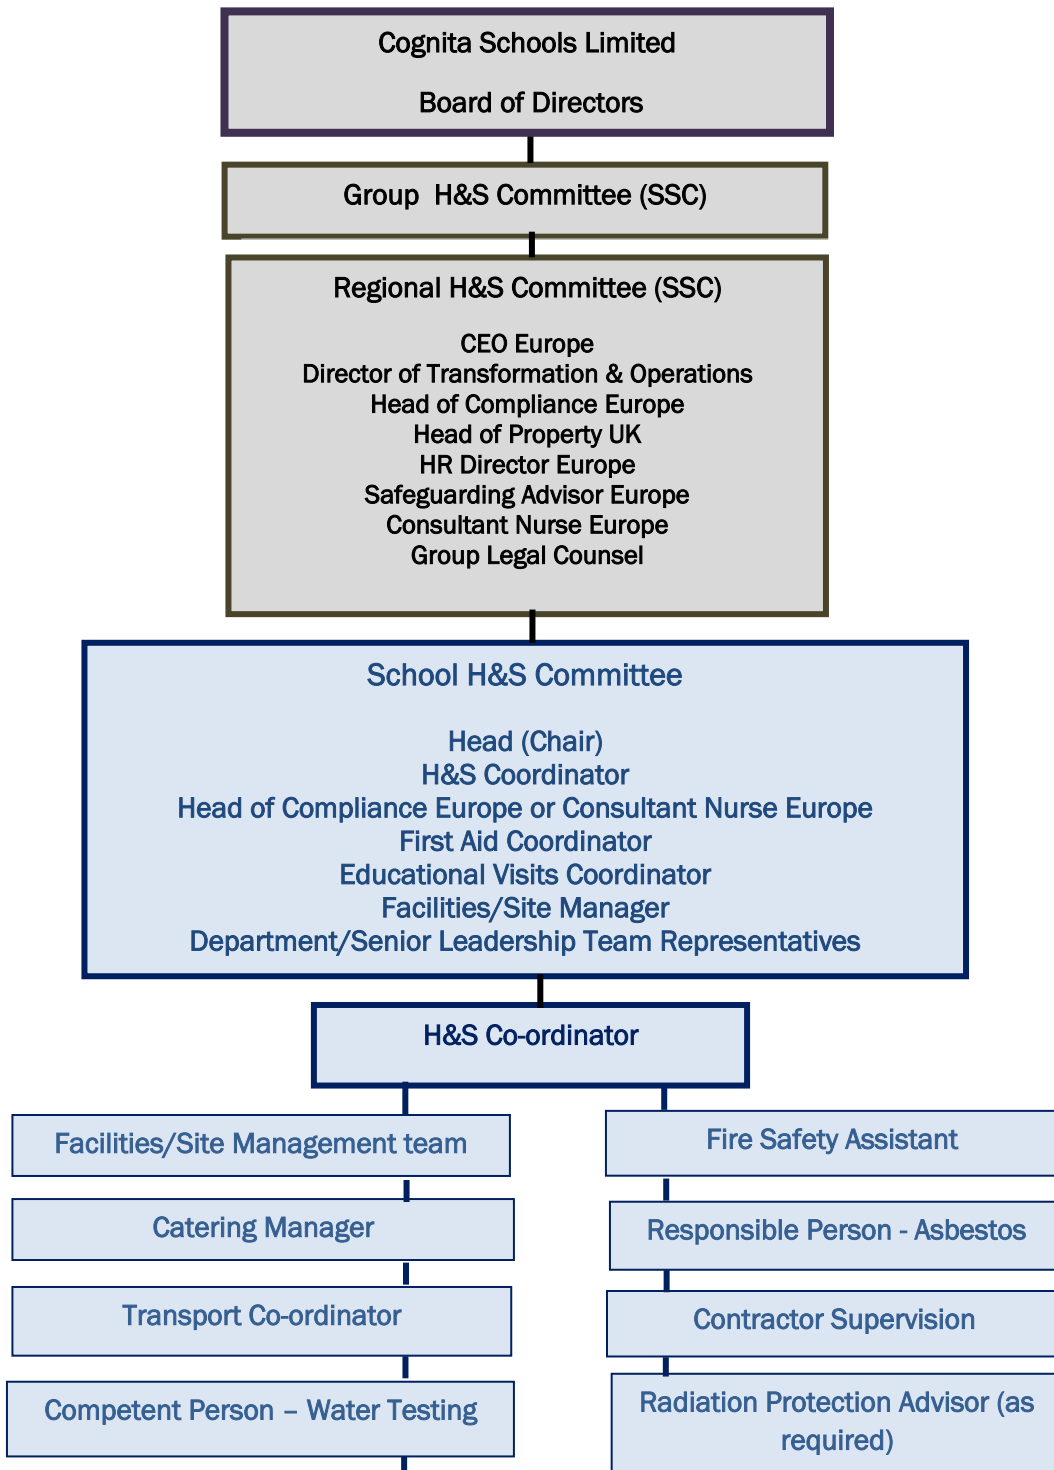 Cognita Schools Limited
Board of Directors
Group H&S Committee (SSC)
Regional H&S Committee (SSC)
CEO Europe
Director of Transformation & Operations
Head of Compliance Europe
Head of Property UK
HR Director Europe
Safeguarding Advisor Europe
Consultant Nurse Europe
Group Legal Counsel
School H&S Committee
Head (Chair)
H&S Coordinator
Head of Compliance Europe or Consultant Nurse Europe
First Aid Coordinator
Educational Visits Coordinator
Facilities/Site Manager
Department/Senior Leadership Team Representatives
H&S Co-ordinator
Facilities/Site Management team
Catering Manager
Transport Co-ordinator
Competent Person – Water Testing
Fire Safety Assistant
Responsible Person - Asbestos
Contractor Supervision
Radiation Protection Advisor (as
required)